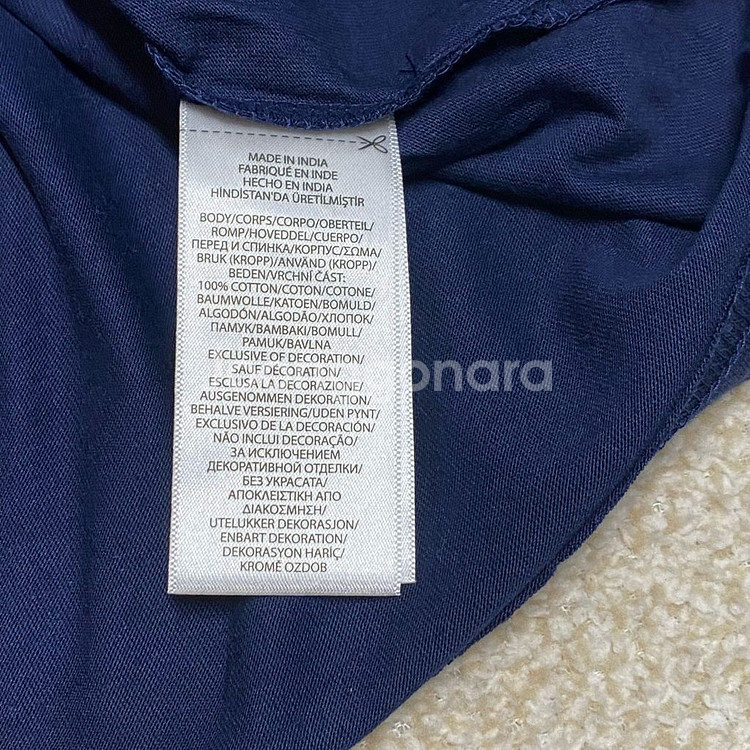 MADE IN INDIA
FABRIQUÉ EN INDE
HECHO EN INDIA
HİNDİSTAN'DA ÜRETİLMİŞTİR
BODY/CORPS/CORPO/OBERTEIL/
ROMP/HOVEDDEL/CUERPO/
ПЕРЕД И СПИНКА/КОРПУС/ΣΩΜΑ/
BRUK (KROPP)/ANVÄND (KROPP)/
BEDEN/VRCHNÍ ČÁST:
100% COTTON/COTON/COTONE/
BAUMWOLLE/KATOEN/BOMULD/
ALGODÓN/ALGODÃO/ХЛОПОК/
ПАМУК/ΒΑΜΒΑΚΙ/BOMULL/
PAMUK/BAVLNA
EXCLUSIVE OF DECORATION/
SAUF DÉCORATION/
ESCLUSA LA DECORAZIONE/
AUSGENOMMEN DEKORATION/
BEHALVE VERSIERING/UDEN PYNT/
EXCLUSIVO DE LA DECORACIÓN/
NÃO INCLUI DECORAÇÃO/
ЗА ИСКЛЮЧЕНИЕМ
ДЕКОРАТИВНОЙ ОТДЕЛКИ/
БЕЗ УКРАСАТА/
ΑΠΟΚΛΕΙΣΤΙΚΗ ΑΠΟ
ΔΙΑΚΟΣΜΗΣΗ/
UTELUKKER DEKORASJON/
ENBART DEKORATION/
DEKORASYON HARİÇ/
KROMĚ OZDOB